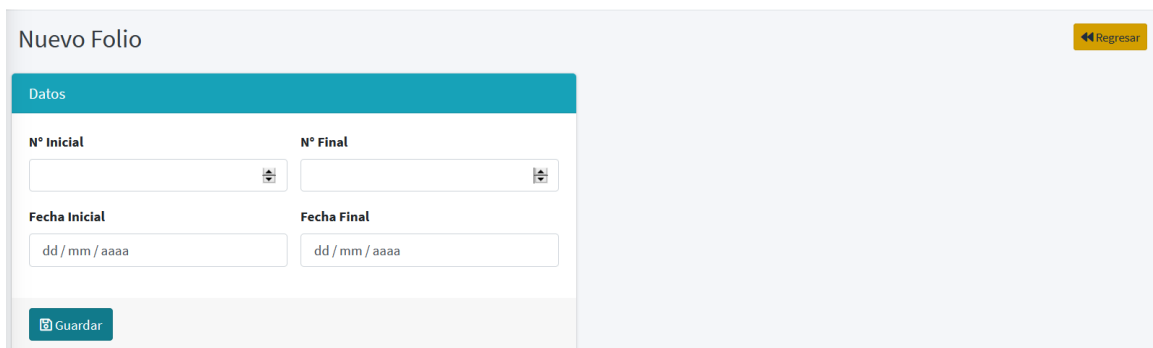 Nuevo Folio
Regresar
Datos
N° Inicial
N° Final
Fecha Inicial
Fecha Final
dd / mm / aaaa
dd / mm / aaaa
Guardar